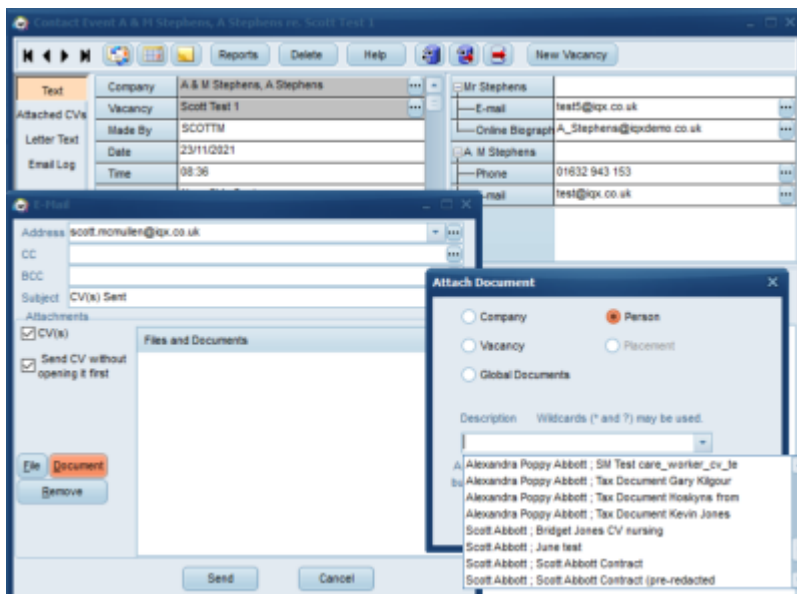 Contact Event A & M Stephens, A Stephens re. Scott Test 1
Reports Delete Help New Vacancy
Text
Attached CVs
Letter Text
Email Log
Company A & M Stephens, A Stephens
Vacancy Scott Test 1
Made By SCOTTM
Date 23/11/2021
Time 08:36
Mr Stephens
E-mail test5@iqx.co.uk
Online Biograph A_Stephens@iqxdemo.co.uk
A M Stephens
Phone 01632 943 153
-mail test@iqx.co.uk
E-Mail
Address scott.mcmullen@iqx.co.uk
CC
BCC
Subject CV(s) Sent
Attachments
CV(s)
Send CV without
opening it first
Files and Documents
File Document
Remove
Send Cancel
Attach Document
Company Person
Vacancy Placement
Global Documents
Description Wildcards (* and ?) may be used.
Alexandra Poppy Abbott ; SM Test care_worker_cv_te
Alexandra Poppy Abbott ; Tax Document Gary Kilgour
Alexandra Poppy Abbott ; Tax Document Hoskyns from
Alexandra Poppy Abbott ; Tax Document Kevin Jones
Scott Abbott ; Bridget Jones CV nursing
Scott Abbott ; June test
Scott Abbott ; Scott Abbott Contract
Scott Abbott ; Scott Abbott Contract (pre-redacted